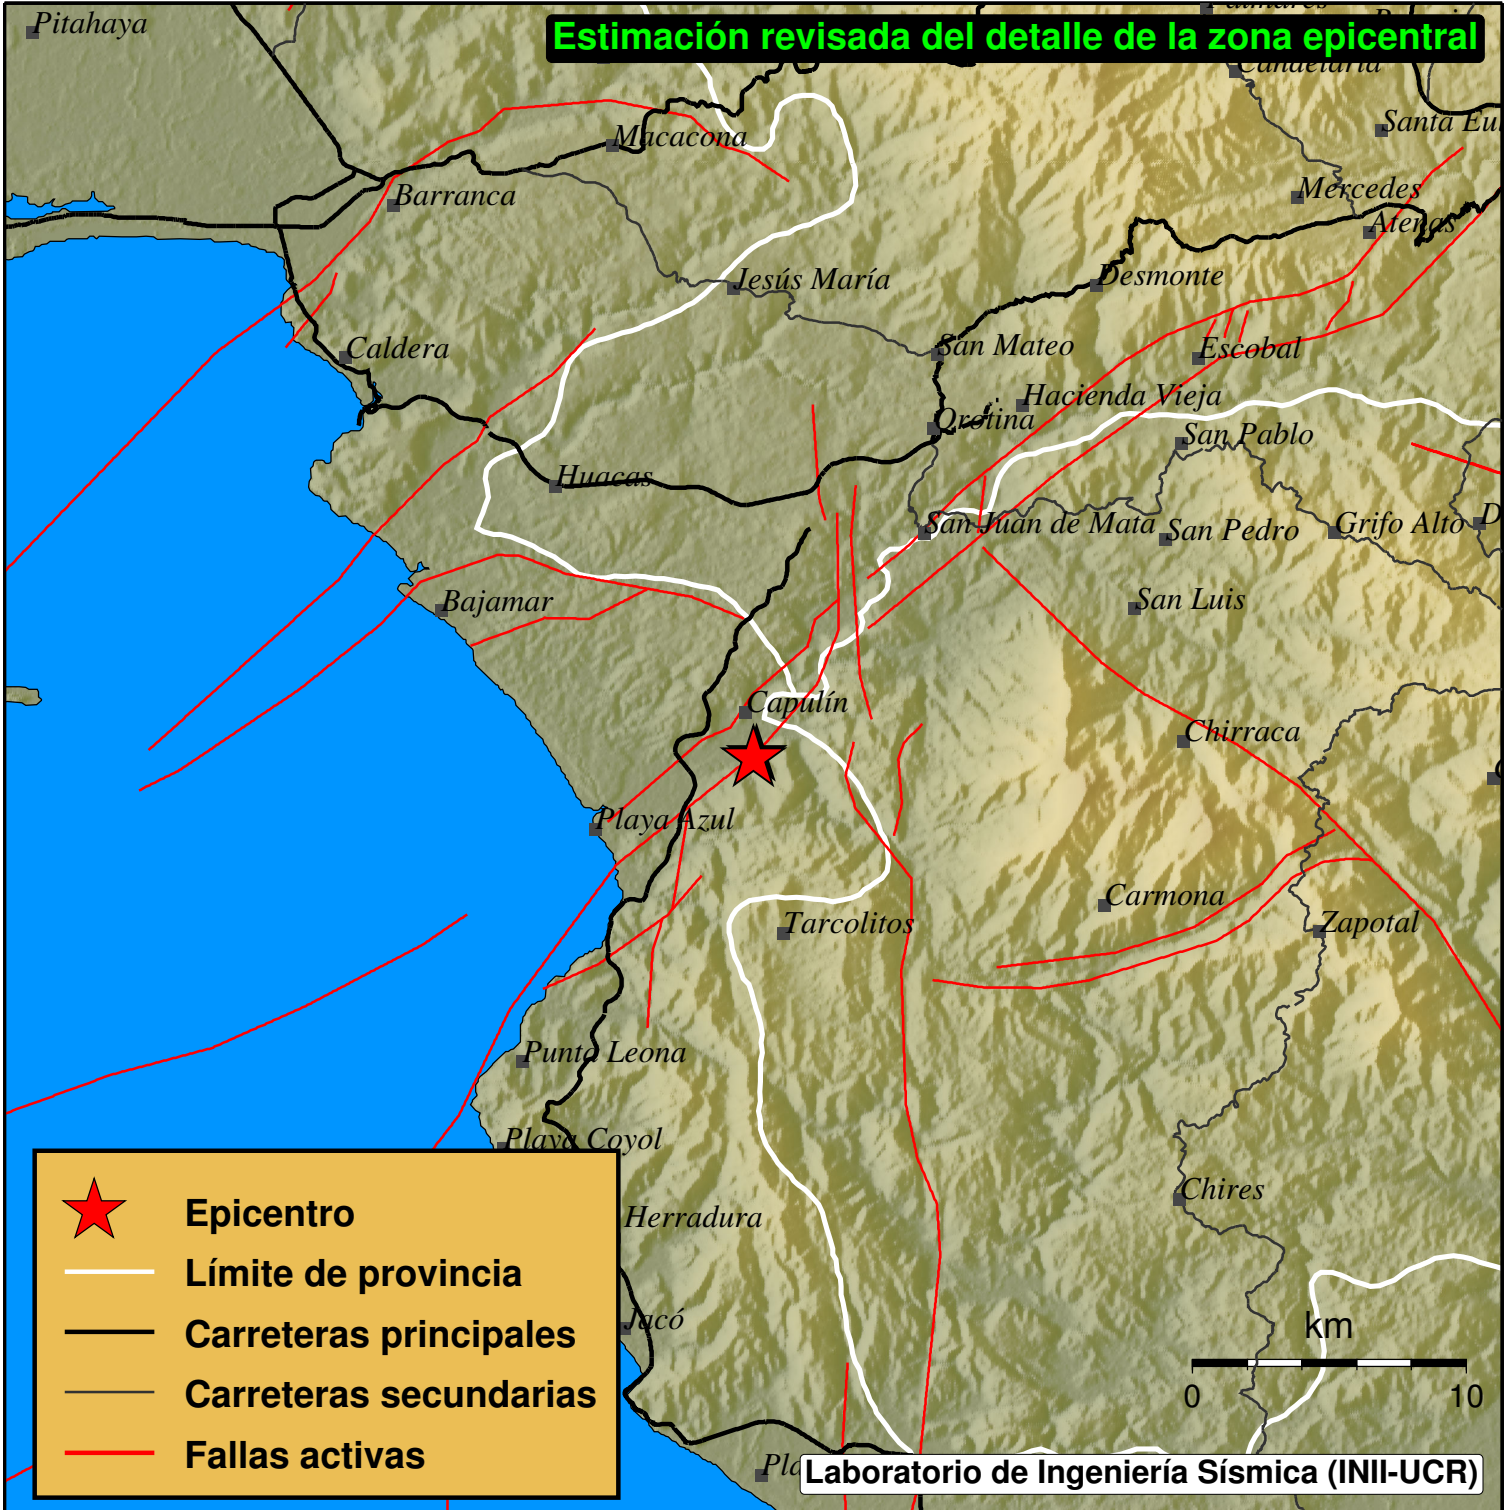 Pitahaya
Estimación revisada del detalle de la zona epicentral
Candelaria
Santa Eu
Macacona
Mercedes
Barranca
Atenas
Jesús María
Desmonte
Caldera
San Mateo
Escobal
Hacienda Vieja
Orotina
San Pablo
Huacas
San Juan de Mata
San Pedro
Grifo Alto
D
Bajamar
San Luis
Capulín
Chirraca
Playa Azul
Carmona
Tarcolitos
Zapotal
Punta Leona
Playa Coyol
Chires
Herradura
Jacó
Epicentro
Límite de provincia
Carreteras principales
Carreteras secundarias
Fallas activas
km
0 10
Pla
Laboratorio de Ingeniería Sísmica (INII-UCR)